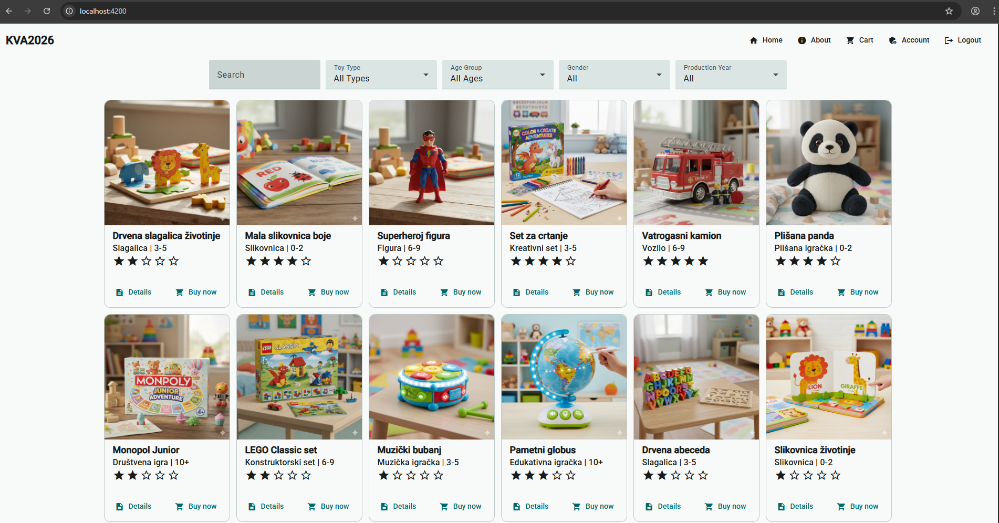 localhost:4200
KVA2026
Home
About
Cart
Account
Logout
Search
Toy Type
All Types
Age Group
All Ages
Gender
All
Production Year
All
RED
BLUE
COLOR & CREATE
ADVENTURES
12
Drvena slagalica životinje
Slagalica | 3-5
Details
Buy now
Mala slikovnica boje
Slikovnica | 0-2
Details
Buy now
Superheroj figura
Figura | 6-9
Details
Buy now
Set za crtanje
Kreativni set | 3-5
Details
Buy now
Vatrogasni kamion
Vozilo | 6-9
Details
Buy now
Plišana panda
Plišana igračka | 0-2
Details
Buy now
MONPOLY
JUNIOR
ADVENTURE
4+
LEGO CLASSIC
7+
LION
GIRAFFE
Monopol Junior
Društvena igra | 10+
Details
Buy now
LEGO Classic set
Konstruktorski set | 6-9
Details
Buy now
Muzički bubanj
Muzička igračka | 3-5
Details
Buy now
Pametni globus
Edukativna igračka | 10+
Details
Buy now
Drvena abeceda
Slagalica | 3-5
Details
Buy now
Slikovnica životinje
Slikovnica | 0-2
Details
Buy now